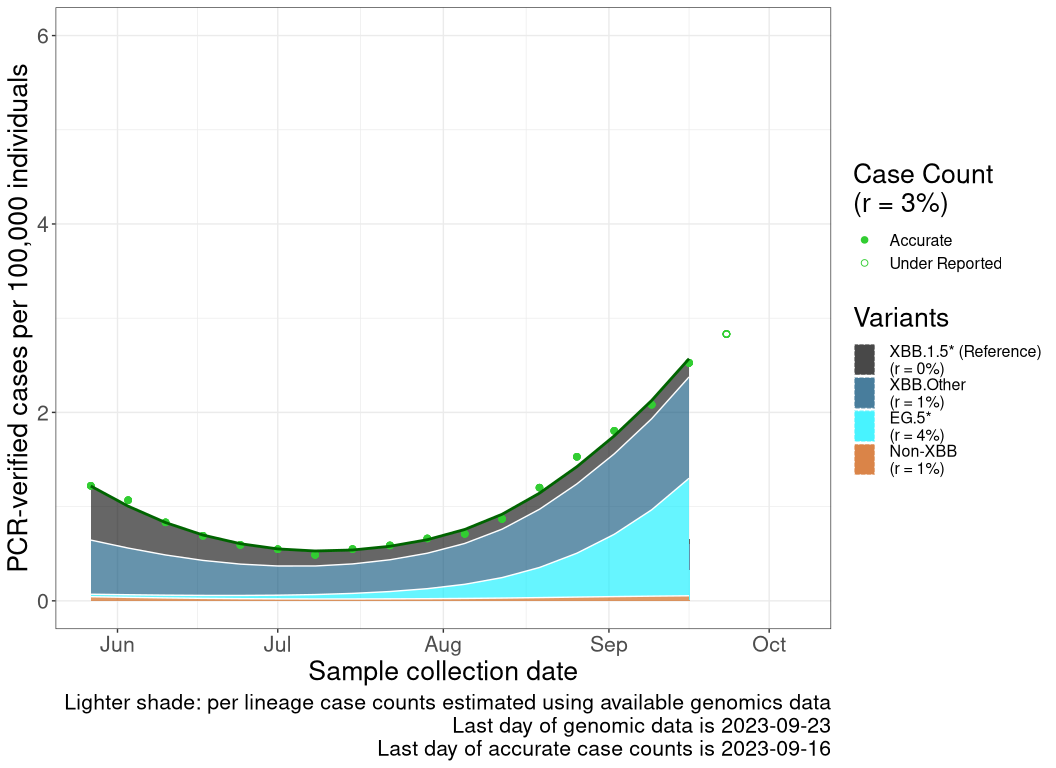 PCR-verified cases per 100,000 individuals
6
4
2
0
Jun
Jul
Aug
Sep
Oct
Sample collection date
Lighter shade: per lineage case counts estimated using available genomics data
Last day of genomic data is 2023-09-23
Last day of accurate case counts is 2023-09-16
Case Count
(r = 3%)
Accurate
Under Reported
Variants
XBB.1.5* (Reference)
(r = 0%)
XBB.Other
(r = 1%)
EG.5*
(r = 4%)
Non-XBB
(r = 1%)